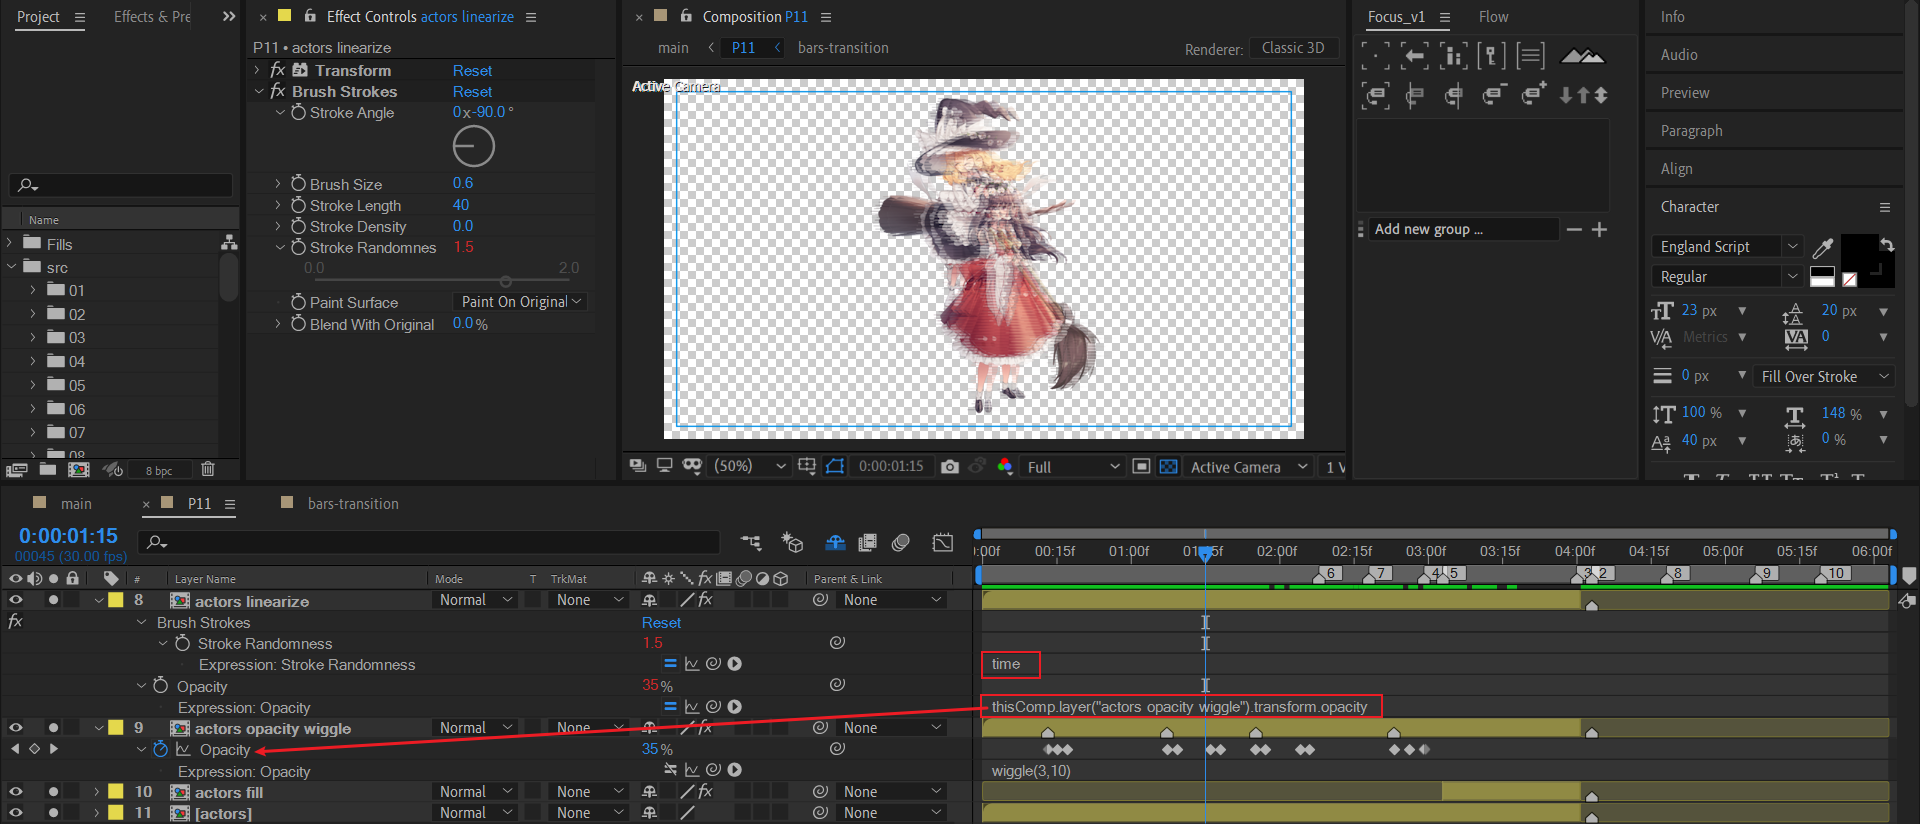 Project
Effects & Pre
Effect Controls actors linearize
Composition P11
Focus_v1
Flow
Info
P11 • actors linearize
main
P11
bars-transition
Renderer:
Classic 3D
Audio
fx Transform
Reset
fx Brush Strokes
Reset
Active Camera
Preview
Stroke Angle
0x-90.0°
Paragraph
Align
Brush Size
0.6
Stroke Length
40
Stroke Density
0.0
Stroke Randomnes
1.5
0.0
2.0
Paint Surface
Paint On Original
Blend With Original
0.0%
Name
Fills
src
01
02
03
04
05
06
07
08
8 bpc
Add new group ...
Character
England Script
Regular
23 px
20 px
Metrics
0
0 px
Fill Over Stroke
100 %
148 %
40 px
0 %
(50%)
0:00:01:15
Full
Active Camera
1 V
main
P11
bars-transition
0:00:01:15
00045 (30.00 fps)
:00f
00:15f
01:00f
01:15f
02:00f
02:15f
03:00f
03:15f
04:00f
04:15f
05:00f
05:15f
06:00f
6
7
4
5
3
2
8
9
10
#
Layer Name
Mode
T
TrkMat
fx
Parent & Link
8
actors linearize
Normal
None
fx
None
fx
Brush Strokes
Reset
Stroke Randomness
1.5
Expression: Stroke Randomness
time
Opacity
35%
Expression: Opacity
thisComp.layer("actors opacity wiggle").transform.opacity
9
actors opacity wiggle
Normal
None
fx
None
Opacity
35%
Expression: Opacity
wiggle(3,10)
10
actors fill
Normal
None
fx
None
11
[actors]
Normal
None
None